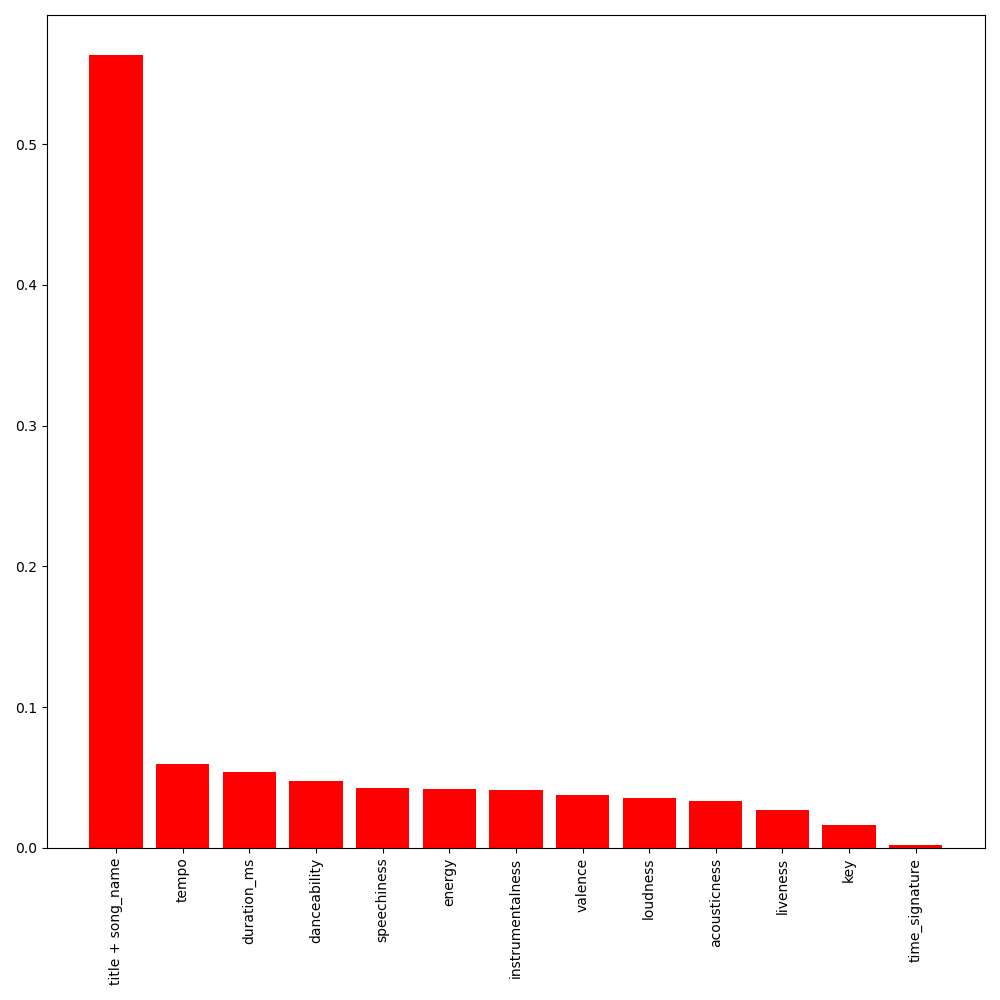 0.5
0.4
0.3
0.2
0.1
0.0
title + song_name
tempo
duration_ms
danceability
speechiness
energy
instrumentalness
valence
loudness
acousticness
liveness
key
time_signature